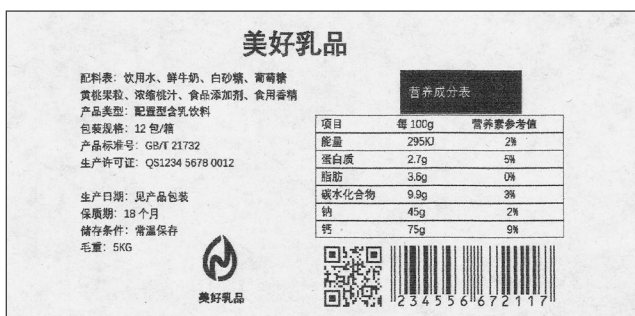 美好乳品
配料表：饮用水、鲜牛奶、白砂糖、葡萄糖
黄桃果粒、浓缩桃汁、食品添加剂、食用香精
产品类型：配置型含乳饮料
包装规格：12 包/箱
产品标准号：GB/T 21732
生产许可证：QS1234 5678 0012
生产日期：见产品包装
保质期：18 个月
储存条件：常温保存
毛重：5KG
美好乳品
营养成分表
项目 每 100g 营养素参考值
能量 295KJ 2%
蛋白质 2.7g 5%
脂肪 3.6g 0%
碳水化合物 9.9g 3%
钠 45g 2%
钙 75g 9%
234556672117